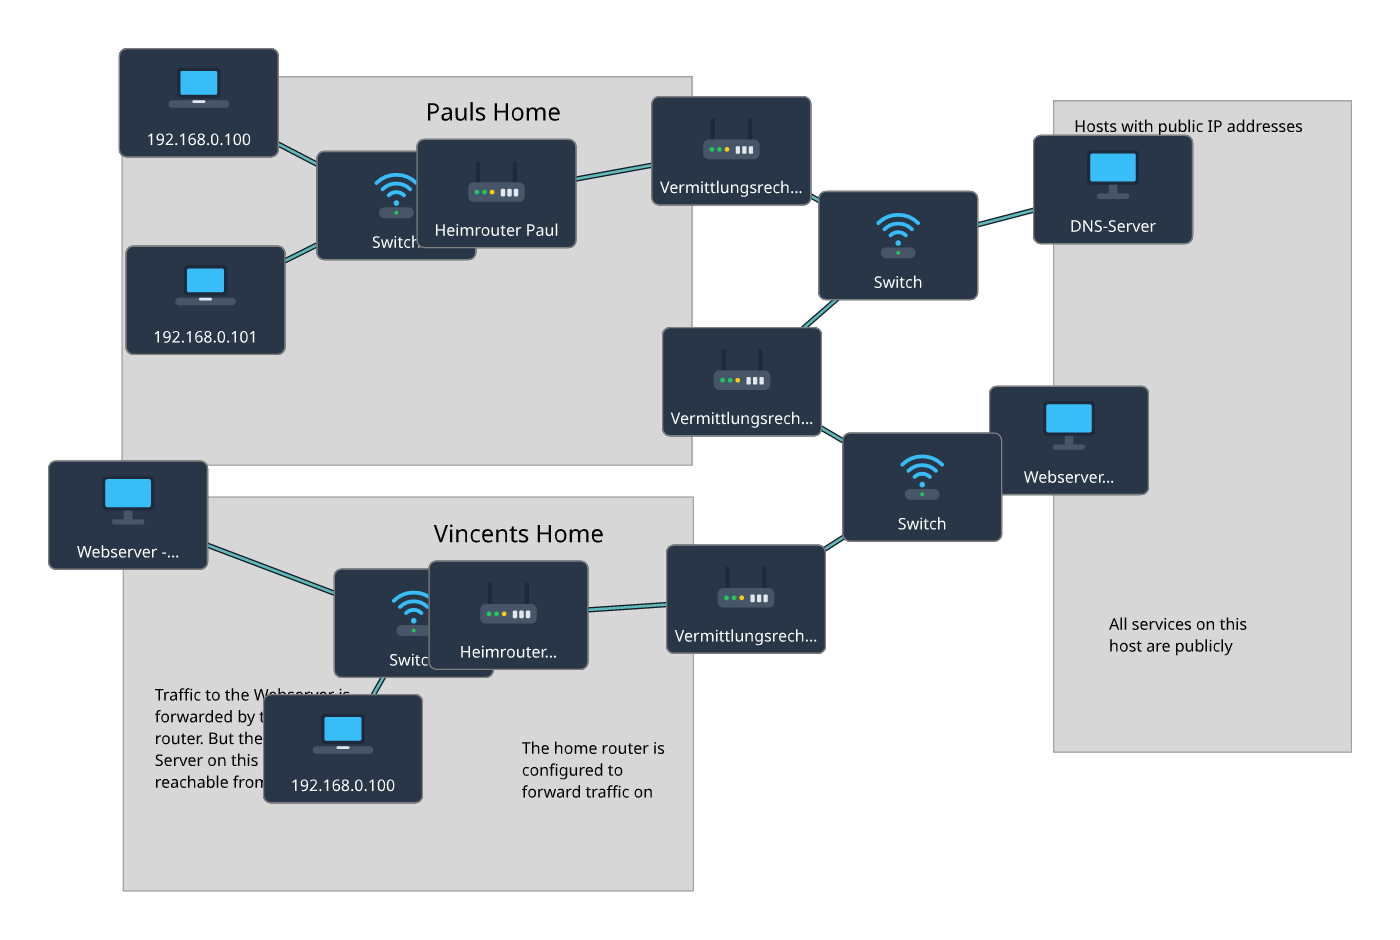 192.168.0.100
Pauls Home
Switch
Heimrouter Paul
192.168.0.101
Vermittlungsrech...
Hosts with public IP addresses
DNS-Server
Switch
Vermittlungsrech...
Webserver...
Switch
Webserver -...
Vincents Home
Heimrouter...
Vermittlungsrech...
All services on this
host are publicly
Traffic to the Webserver is
forwarded by
router. But the
Server on this
reachable from
192.168.0.100
The home router is
configured to
forward traffic on